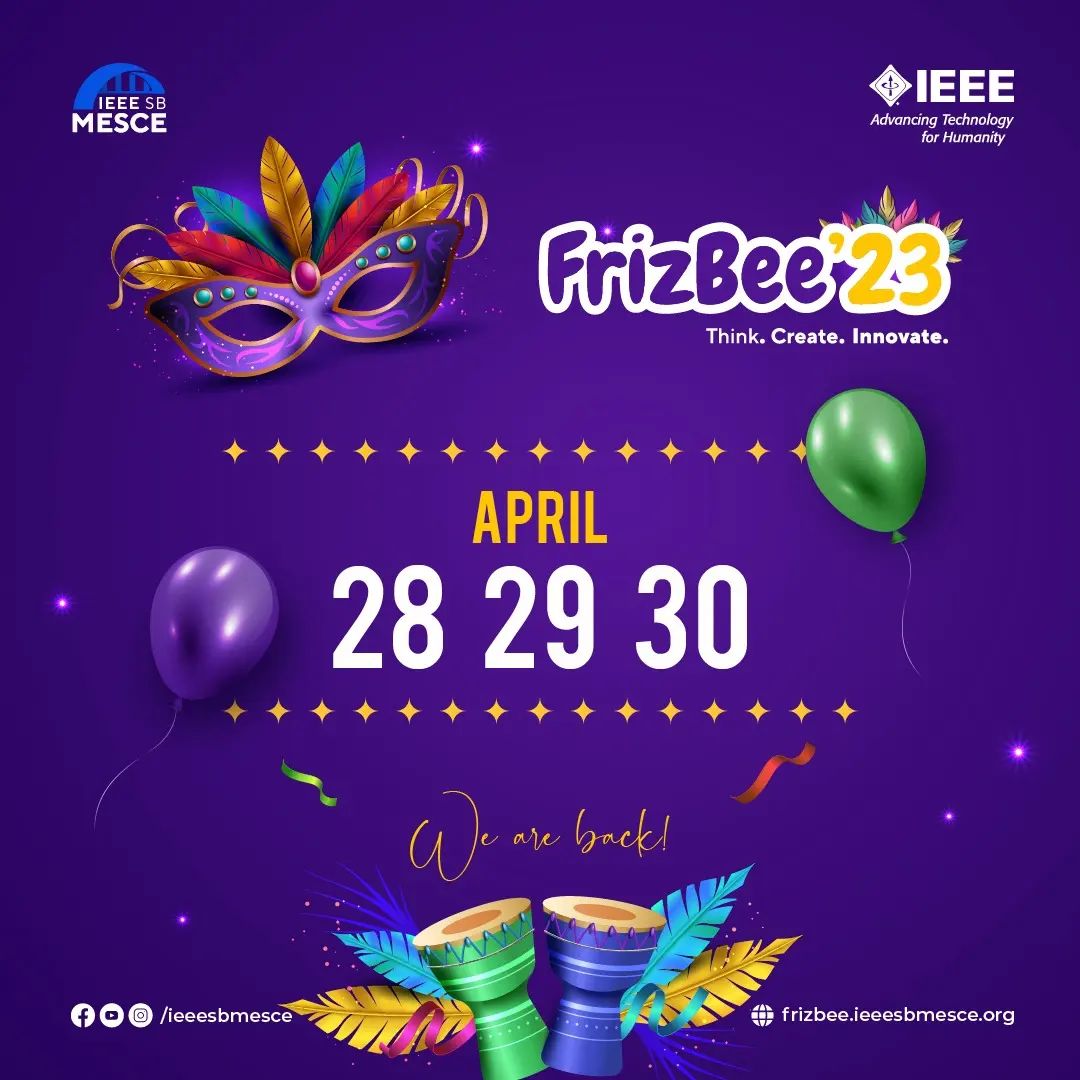 IEEE SB
MESCE
IEEE
Advancing Technology
for Humanity
FrizBee'23
Think. Create. Innovate.
APRIL
28 29 30
We are back!
/ieeesbmesce
frizbee.ieeesbmesce.org